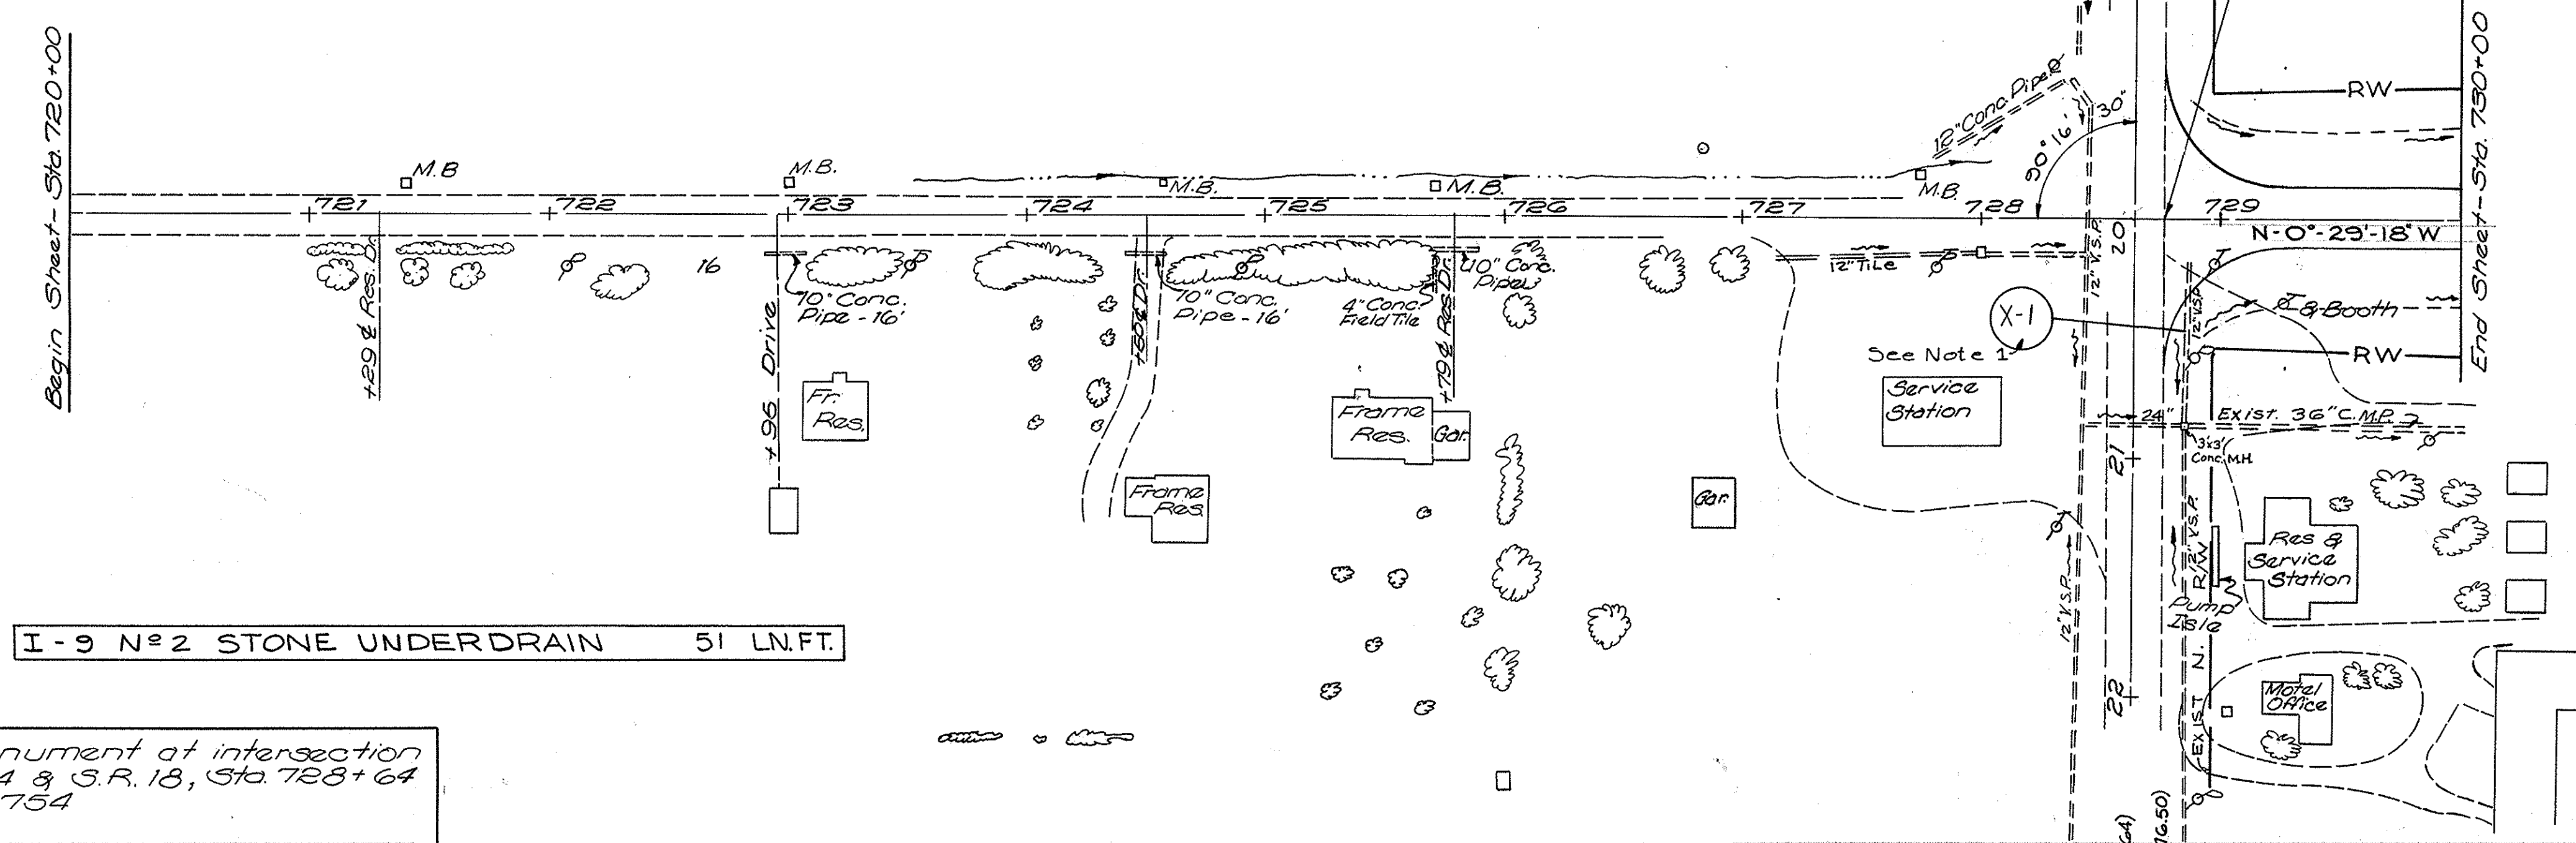 Begin Sheet-Sta. 720+00
M.B
M.B.
M.B.
M.B.
M.B.
12"Conc. Pipe
30"
90°16'
RW
End Sheet-Sta. 730+00
721
722
723
724
725
726
727
728
729
20
N-0°-29'-18"W
+29 ₵ Res. Dr.
16
+96 Drive
10" Conc.
Pipe-16'
+50 ₵ Dr.
10" Conc.
Pipe-16'
4" Conc.
Field Tile
+79 ₵ Res Dr.
10" Conc.
Pipe
12" TILE
12" V.S.P.
12" V.S.P.
& Booth
X-1
See Note 1
RW
Fr.
Res.
Frame
Res.
Gar.
Service
Station
24"
Exist. 36" C.M.P.
3'x3'
Conc. M.H.
21
Frame
Res.
Gar.
12" V.S.P.
12" V.S.P.
EXIST N. R/W
Res &
Service
Station
Pump
Isle
I-9 Nº2 STONE UNDERDRAIN 51 LN.FT.
22
Motel
Office
nument at intersection
4 & S.R. 18, Sta. 728+64
754
64)
16.50)